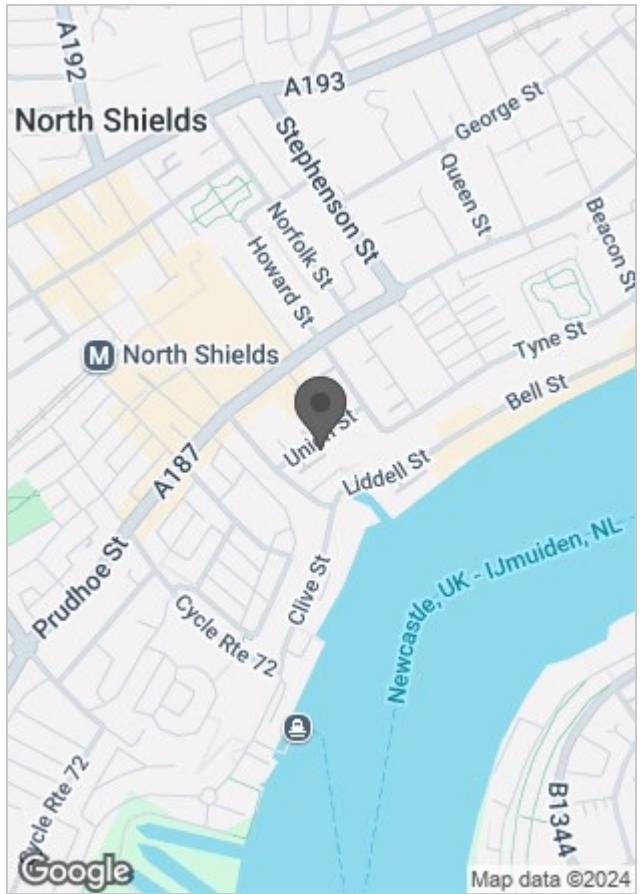 A192
A193
North Shields
George St
Stephenson St
Queen St
Beacon St
Norfolk St
Howard St
M North Shields
Tyne St
Bell St
Union St
Liddell St
A187
Clive St
Prudhoe St
Newcastle, UK - IJmuiden, NL
Cycle Rte 72
Cycle Rte 72
B1344
Google
Map data ©2024